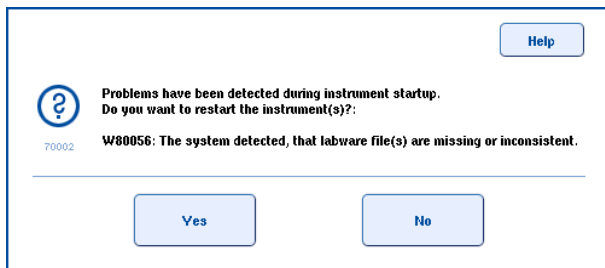 Help
Problems have been detected during instrument startup.
Do you want to restart the instrument(s)?:
70002
W80056: The system detected, that labware file(s) are missing or inconsistent.
Yes No